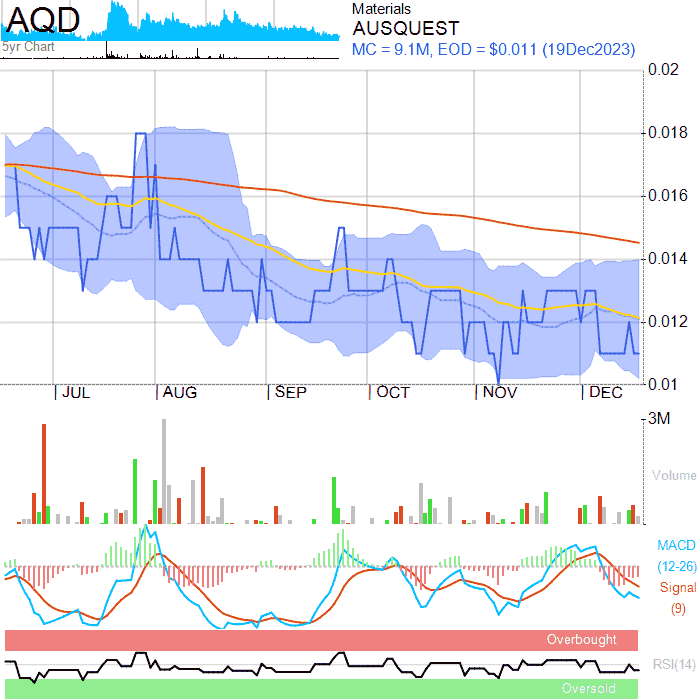 AQD
5yr Chart
Materials
AUSQUEST
MC = 9.1M, EOD = $0.011 (19Dec2023)
0.02
0.018
0.016
0.014
0.012
0.01
JUL AUG SEP OCT NOV DEC
3M
Volume
MACD
(12-26)
Signal
(9)
Overbought
RSI(14)
Oversold